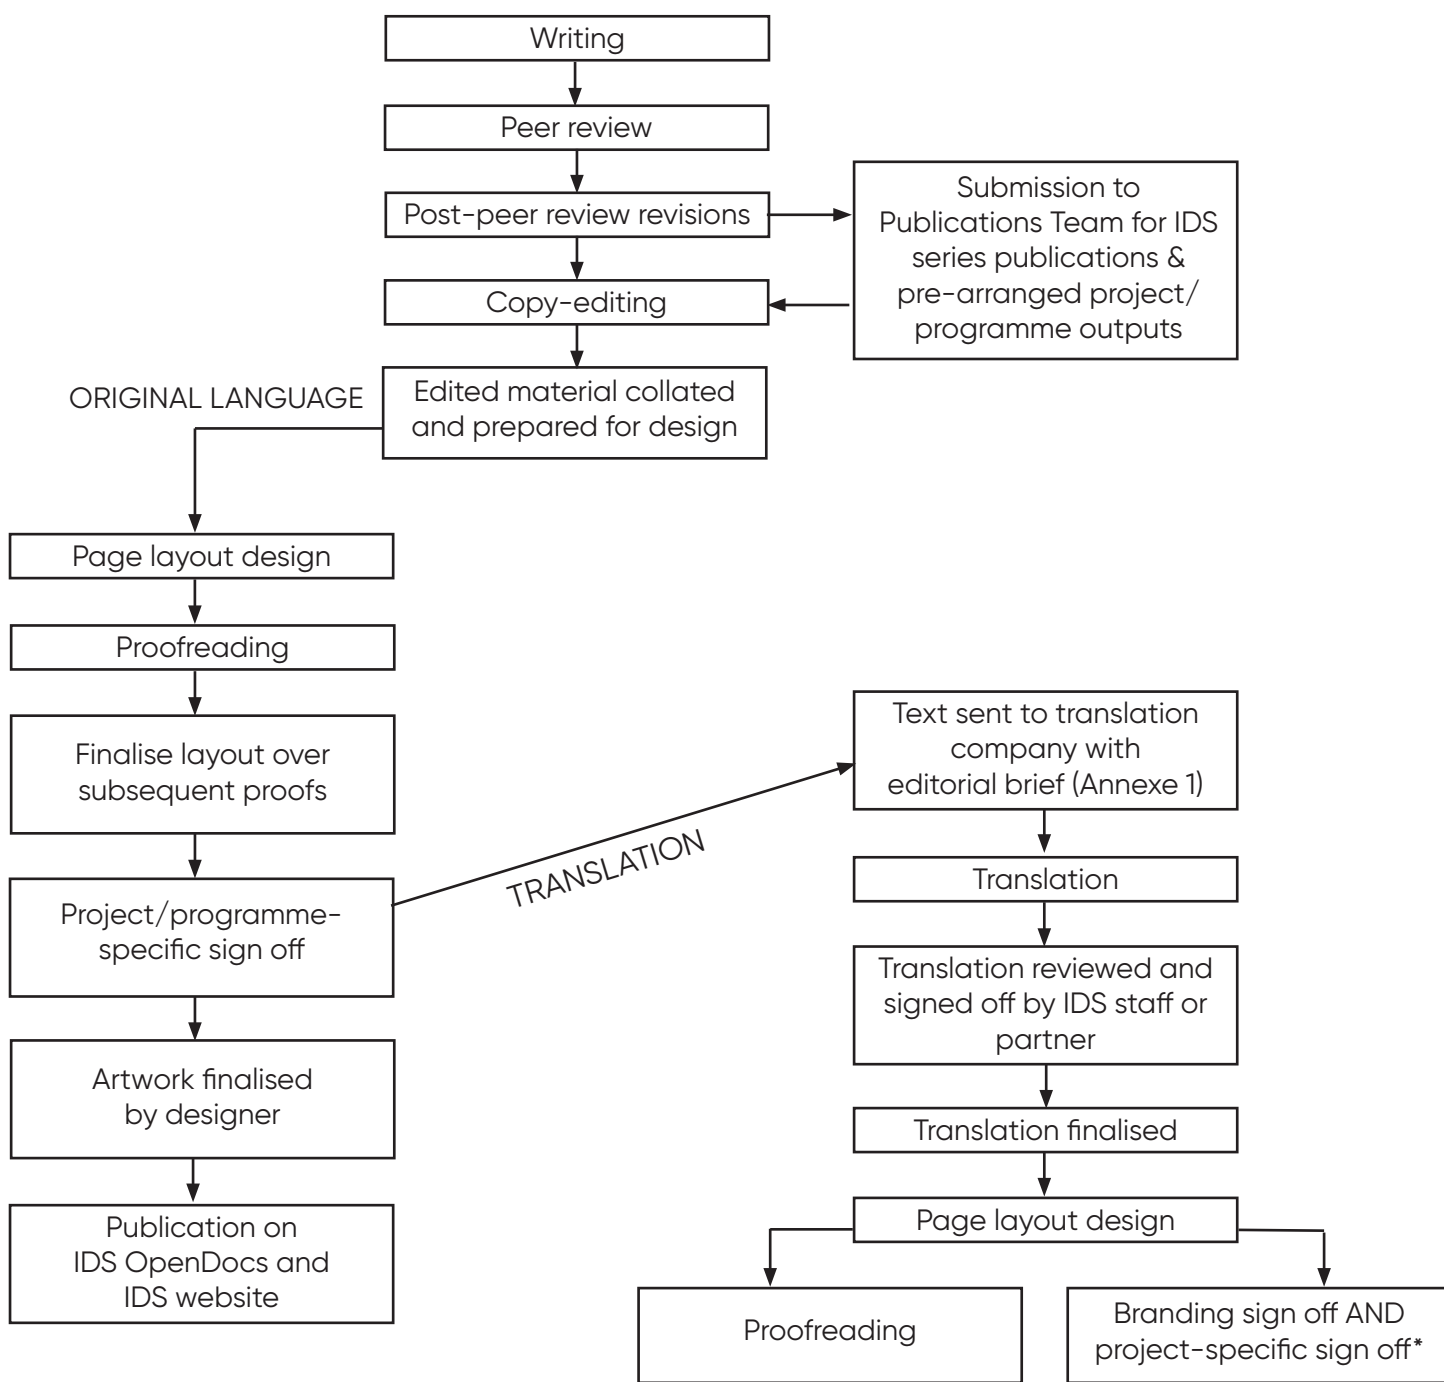 Writing
Peer review
Post-peer review revisions
Submission to
Publications Team for IDS
series publications &
pre-arranged project/
programme outputs
Copy-editing
Edited material collated
and prepared for design
ORIGINAL LANGUAGE
Page layout design
Proofreading
Finalise layout over
subsequent proofs
Project/programme-
specific sign off
Artwork finalised
by designer
Publication on
IDS OpenDocs and
IDS website
TRANSLATION
Text sent to translation
company with
editorial brief (Annexe 1)
Translation
Translation reviewed and
signed off by IDS staff or
partner
Translation finalised
Page layout design
Proofreading
Branding sign off AND
project-specific sign off*